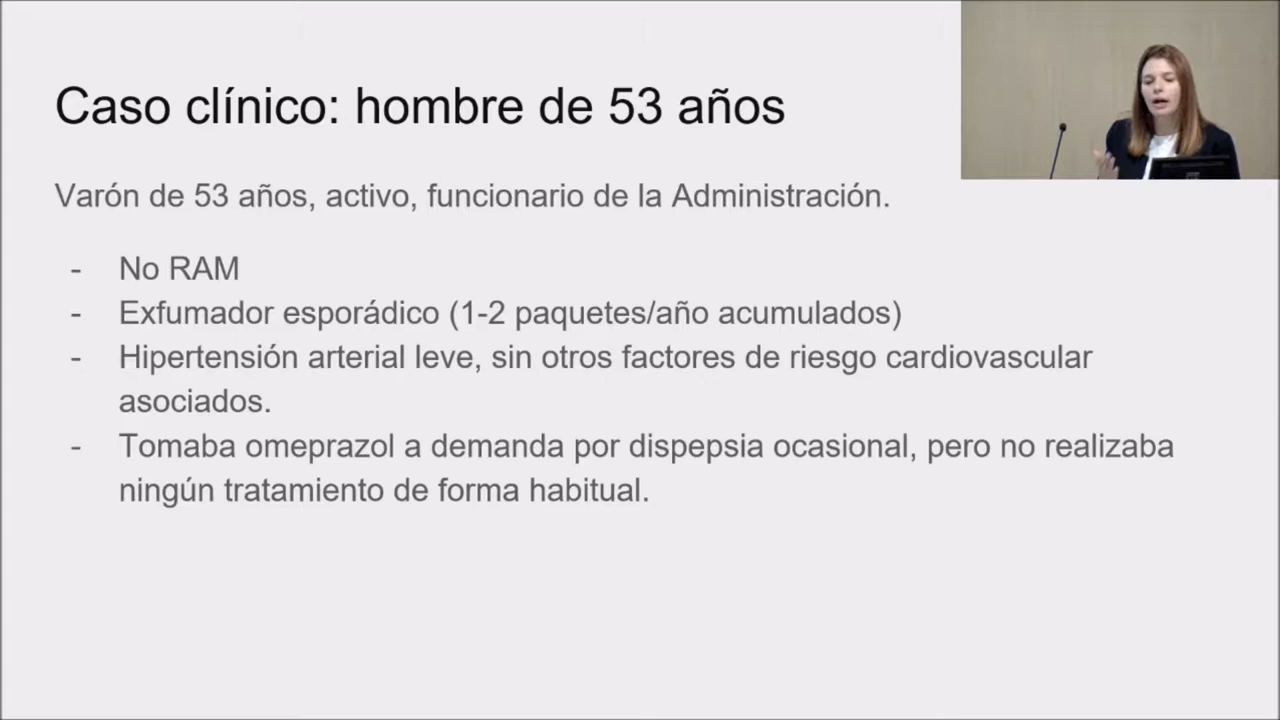 Caso clínico: hombre de 53 años
Varón de 53 años, activo, funcionario de la Administración.
- No RAM
- Exfumador esporádico (1-2 paquetes/año acumulados)
- Hipertensión arterial leve, sin otros factores de riesgo cardiovascular
asociados.
- Tomaba omeprazol a demanda por dispepsia ocasional, pero no realizaba
ningún tratamiento de forma habitual.